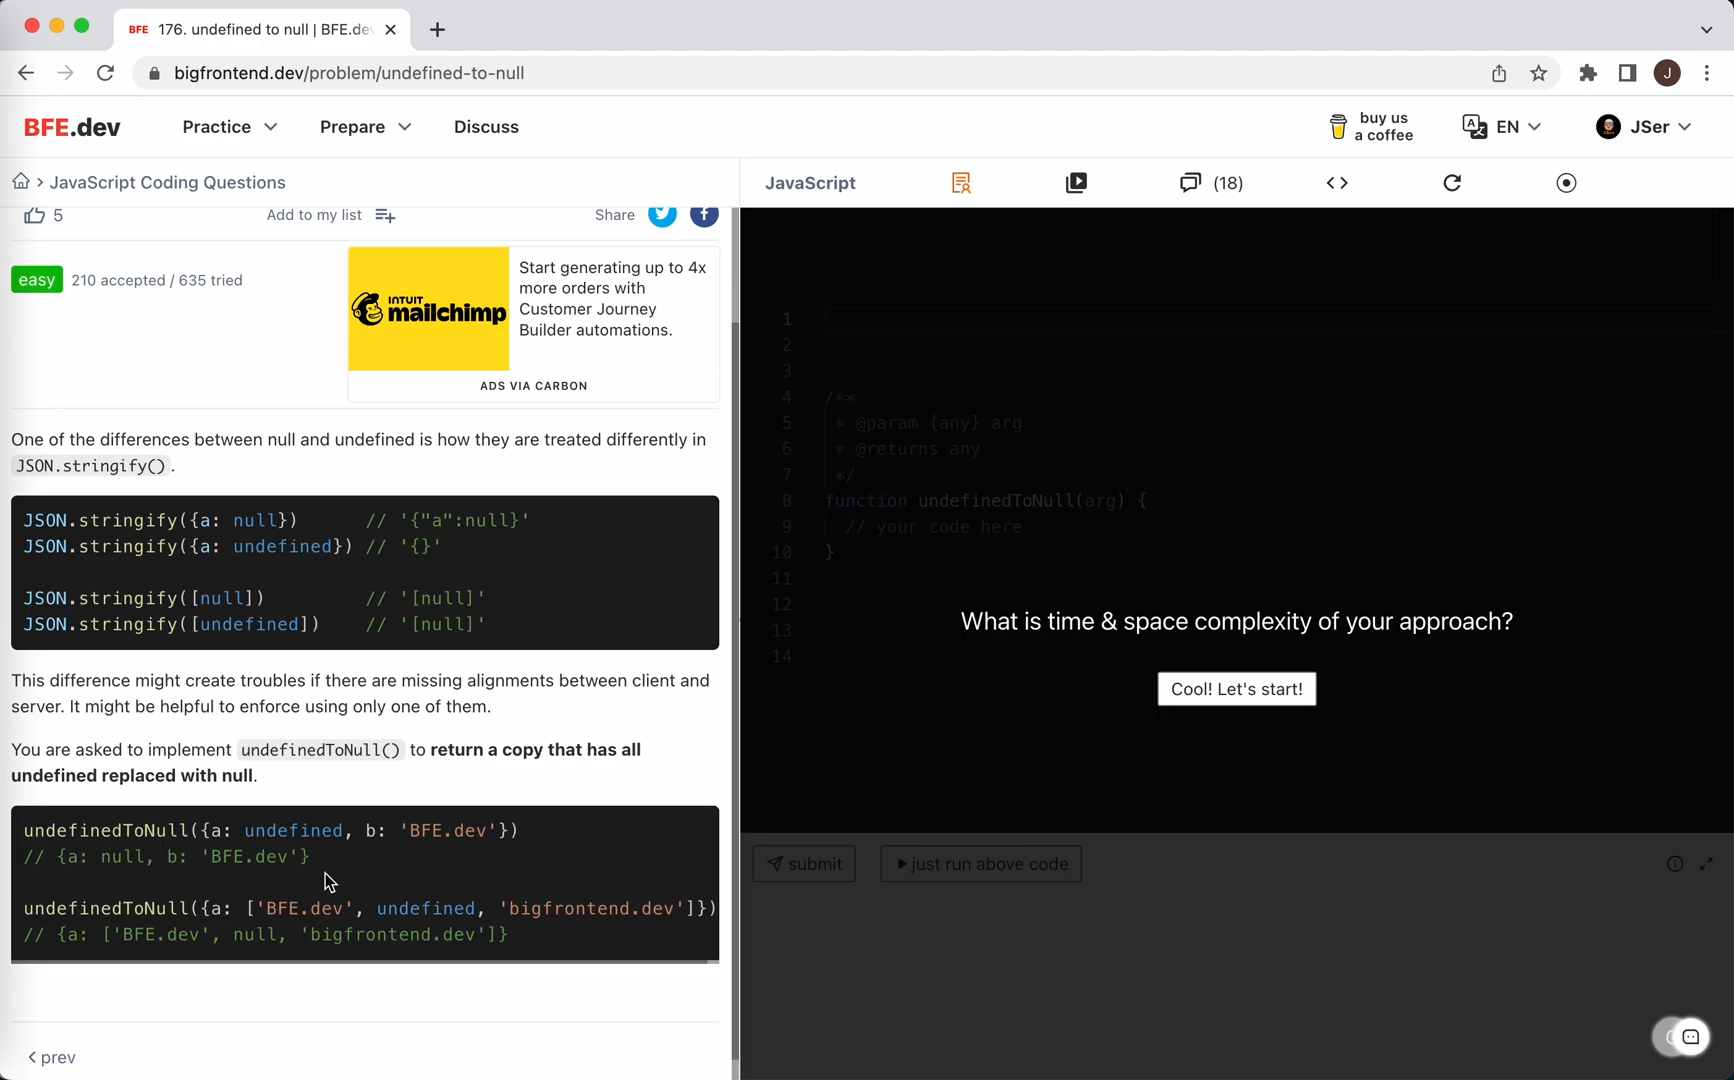 BFE 176. undefined to null | BFE.de
bigfrontend.dev/problem/undefined-to-null
J
BFE.dev Practice Prepare Discuss buy us a coffee EN JSer
> JavaScript Coding Questions
JavaScript (18)
5 Add to my list Share
easy 210 accepted / 635 tried
INTUIT
mailchimp
Start generating up to 4x
more orders with
Customer Journey
Builder automations.
ADS VIA CARBON
One of the differences between null and undefined is how they are treated differently in
JSON.stringify().
JSON.stringify({a: null}) // '{"a":null}'
JSON.stringify({a: undefined}) // '{}'
JSON.stringify([null]) // '[null]'
JSON.stringify([undefined]) // '[null]'
This difference might create troubles if there are missing alignments between client and
server. It might be helpful to enforce using only one of them.
You are asked to implement undefinedToNull() to return a copy that has all
undefined replaced with null.
undefinedToNull({a: undefined, b: 'BFE.dev'})
// {a: null, b: 'BFE.dev'}
undefinedToNull({a: ['BFE.dev', undefined, 'bigfrontend.dev']})
// {a: ['BFE.dev', null, 'bigfrontend.dev']}
< prev
1
2
3
4 /**
5 * @param {any} arg
6 * @returns any
7 */
8 function undefinedToNull(arg) {
9 // your code here
10 }
11
12
13
14
What is time & space complexity of your approach?
Cool! Let's start!
submit just run above code